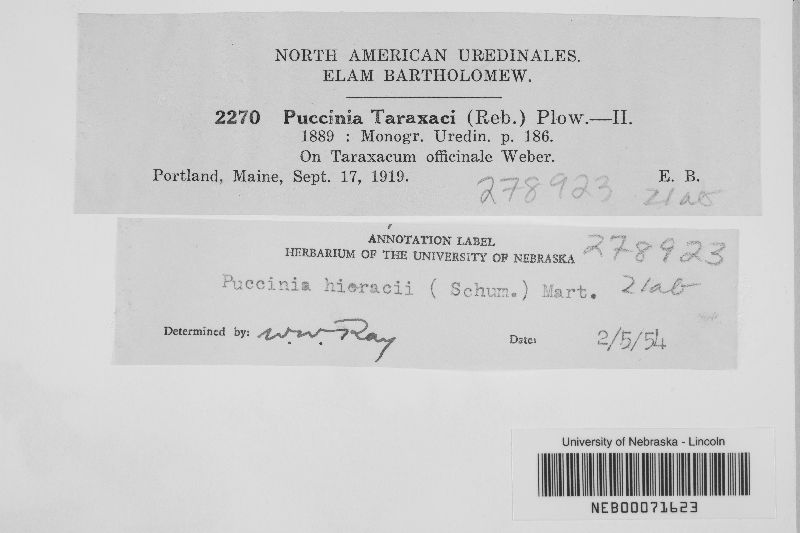 NORTH AMERICAN UREDINALES.
ELAM BARTHOLOMEW.
2270 Puccinia Taraxaci (Reb.) Plow.—II.
1889 : Monogr. Uredin. p. 186.
On Taraxacum officinale Weber.
Portland, Maine, Sept. 17, 1919. E. B.
278923 21ab
ANNOTATION LABEL
HERBARIUM OF THE UNIVERSITY OF NEBRASKA 278923
Puccinia hieracii ( Schum.) Mart. 21ab
Determined by: W.W. Ray Date: 2/5/54
University of Nebraska - Lincoln
NEB00071623